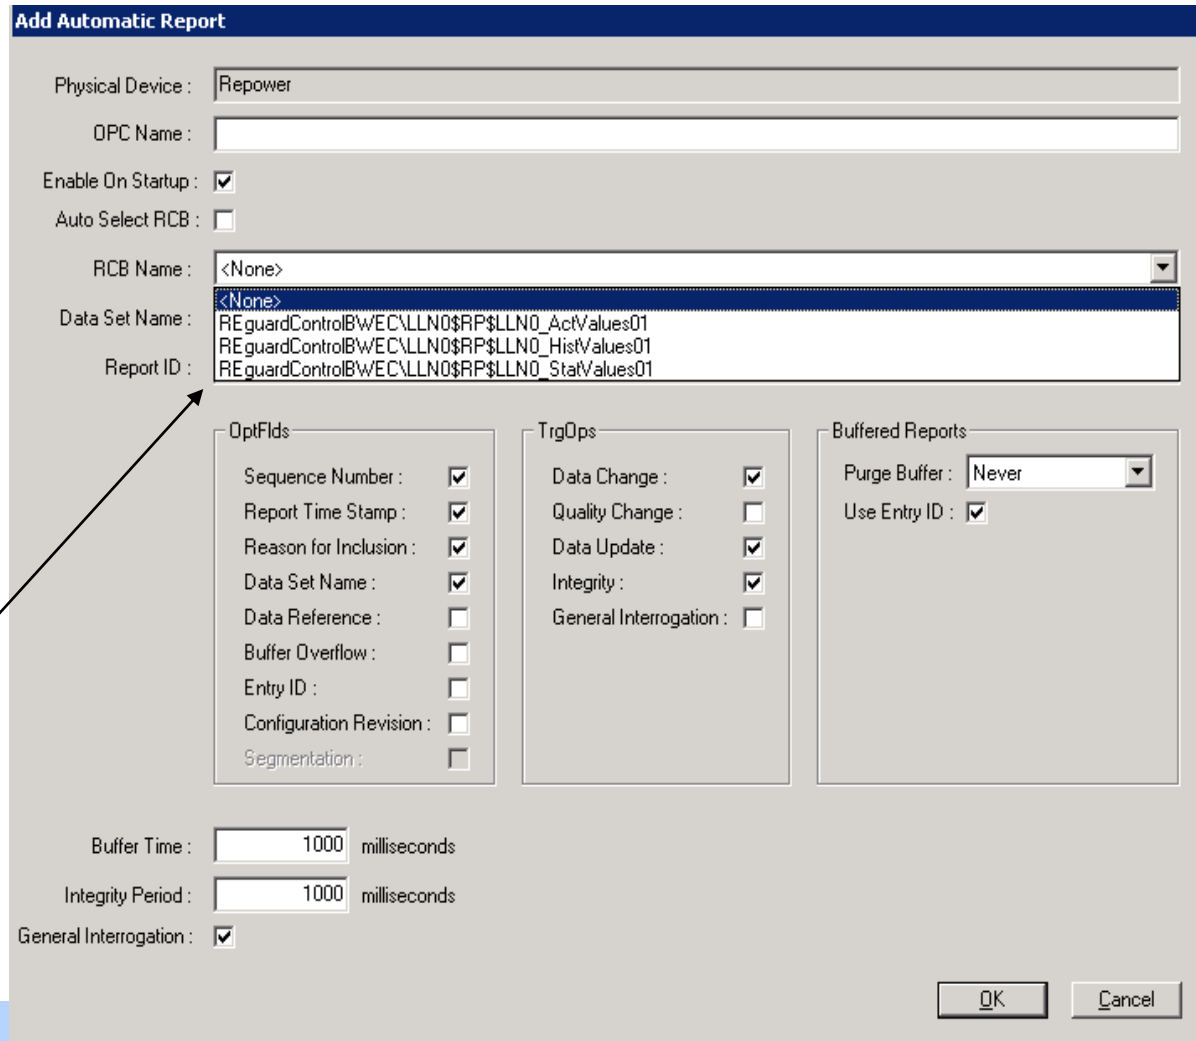 Add Automatic Report
Physical Device : Repower
OPC Name :
Enable On Startup :
Auto Select RCB :
RCB Name : <None>
<None>
Data Set Name : REguardControlBWEC\LLN0$RP$LLN0_ActValues01
REguardControlBWEC\LLN0$RP$LLN0_HistValues01
Report ID : REguardControlBWEC\LLN0$RP$LLN0_StatValues01
OptFlds
Sequence Number :
Report Time Stamp :
Reason for Inclusion :
Data Set Name :
Data Reference :
Buffer Overflow :
Entry ID :
Configuration Revision :
Segmentation :
TrgOps
Data Change :
Quality Change :
Data Update :
Integrity :
General Interrogation :
Buffered Reports
Purge Buffer : Never
Use Entry ID :
Buffer Time : 1000 milliseconds
Integrity Period : 1000 milliseconds
General Interrogation :
OK Cancel